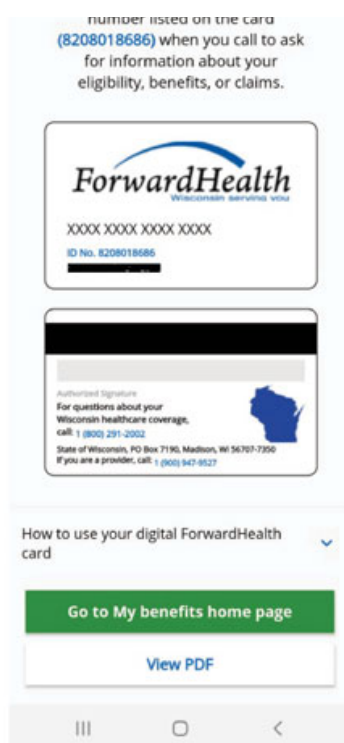 number listed on the card
(8208018686) when you call to ask
for information about your
eligibility, benefits, or claims.
ForwardHealth
Wisconsin serving you
XXXX XXXX XXXX XXXX
ID No. 8208018686
Authorized Signature
For questions about your
Wisconsin healthcare coverage,
call: 1 (800) 291-2002
State of Wisconsin, PO Box 7190, Madison, WI 56707-7350
If you are a provider, call: 1 (900) 947-9527
How to use your digital ForwardHealth
card
Go to My benefits home page
View PDF